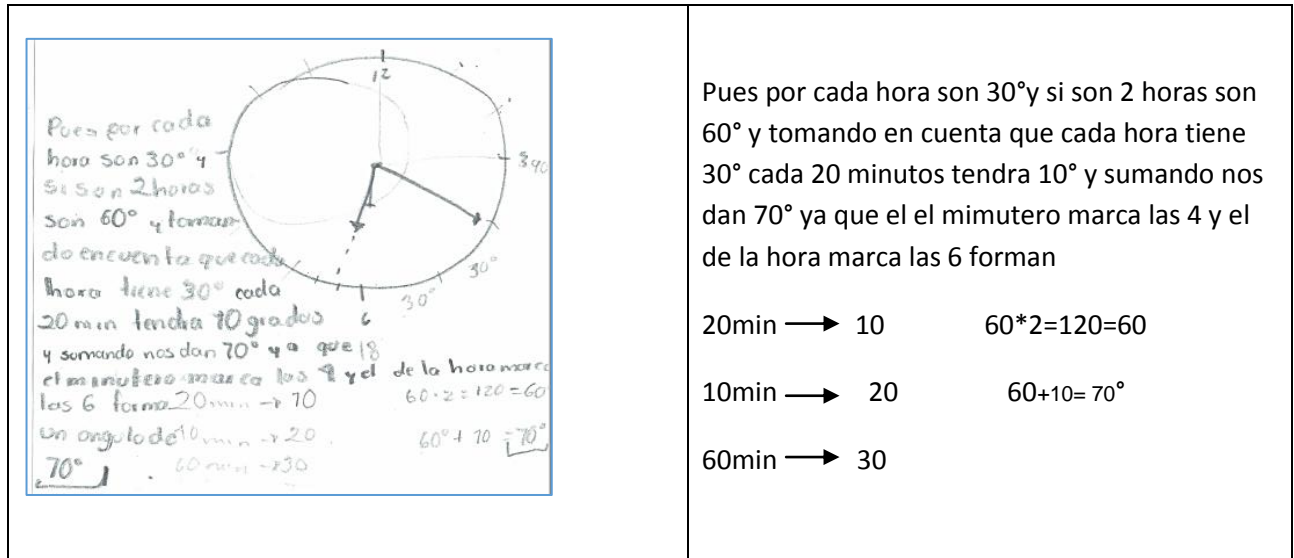 12
Pues por cada
hora son 30° y
si son 2 horas
son 60° y toman-
do encuenta que cada
hora tiene 30° cada
20 min tendra 10 grados
y sumando nos dan 70° y a que
el minutero marca las 4 y el de la hora marca
las 6 forma 20 min → 10
60 · 2 = 120 = 60
un angulo de 10 min → 20
60° + 10 = 70°
70°
60 min → 30
3
30°
30°
6
18
Pues por cada hora son 30°y si son 2 horas son
60° y tomando en cuenta que cada hora tiene
30° cada 20 minutos tendra 10° y sumando nos
dan 70° ya que el el mimutero marca las 4 y el
de la hora marca las 6 forman
20min → 10 60*2=120=60
10min → 20 60+10= 70°
60min → 30